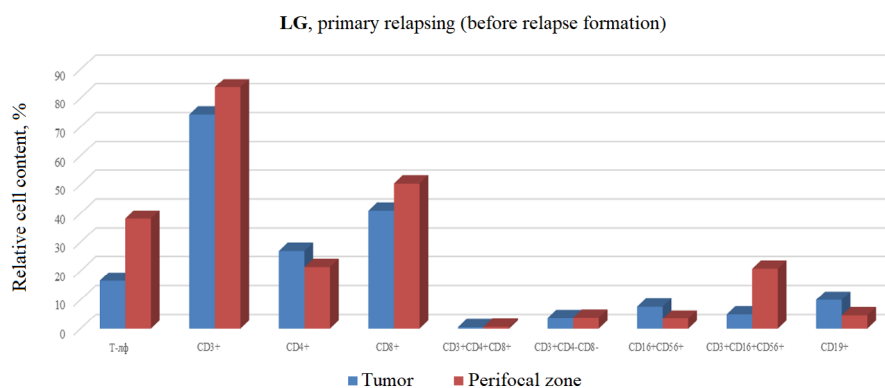 LG, primary relapsing (before relapse formation)
Relative cell content, %
90
80
70
60
50
40
30
20
10
0
T-лф CD3+ CD4+ CD8+ CD3+CD4+CD8+ CD3+CD4-CD8- CD16+CD56+ CD3+CD16+CD56+ CD19+
Tumor Perifocal zone